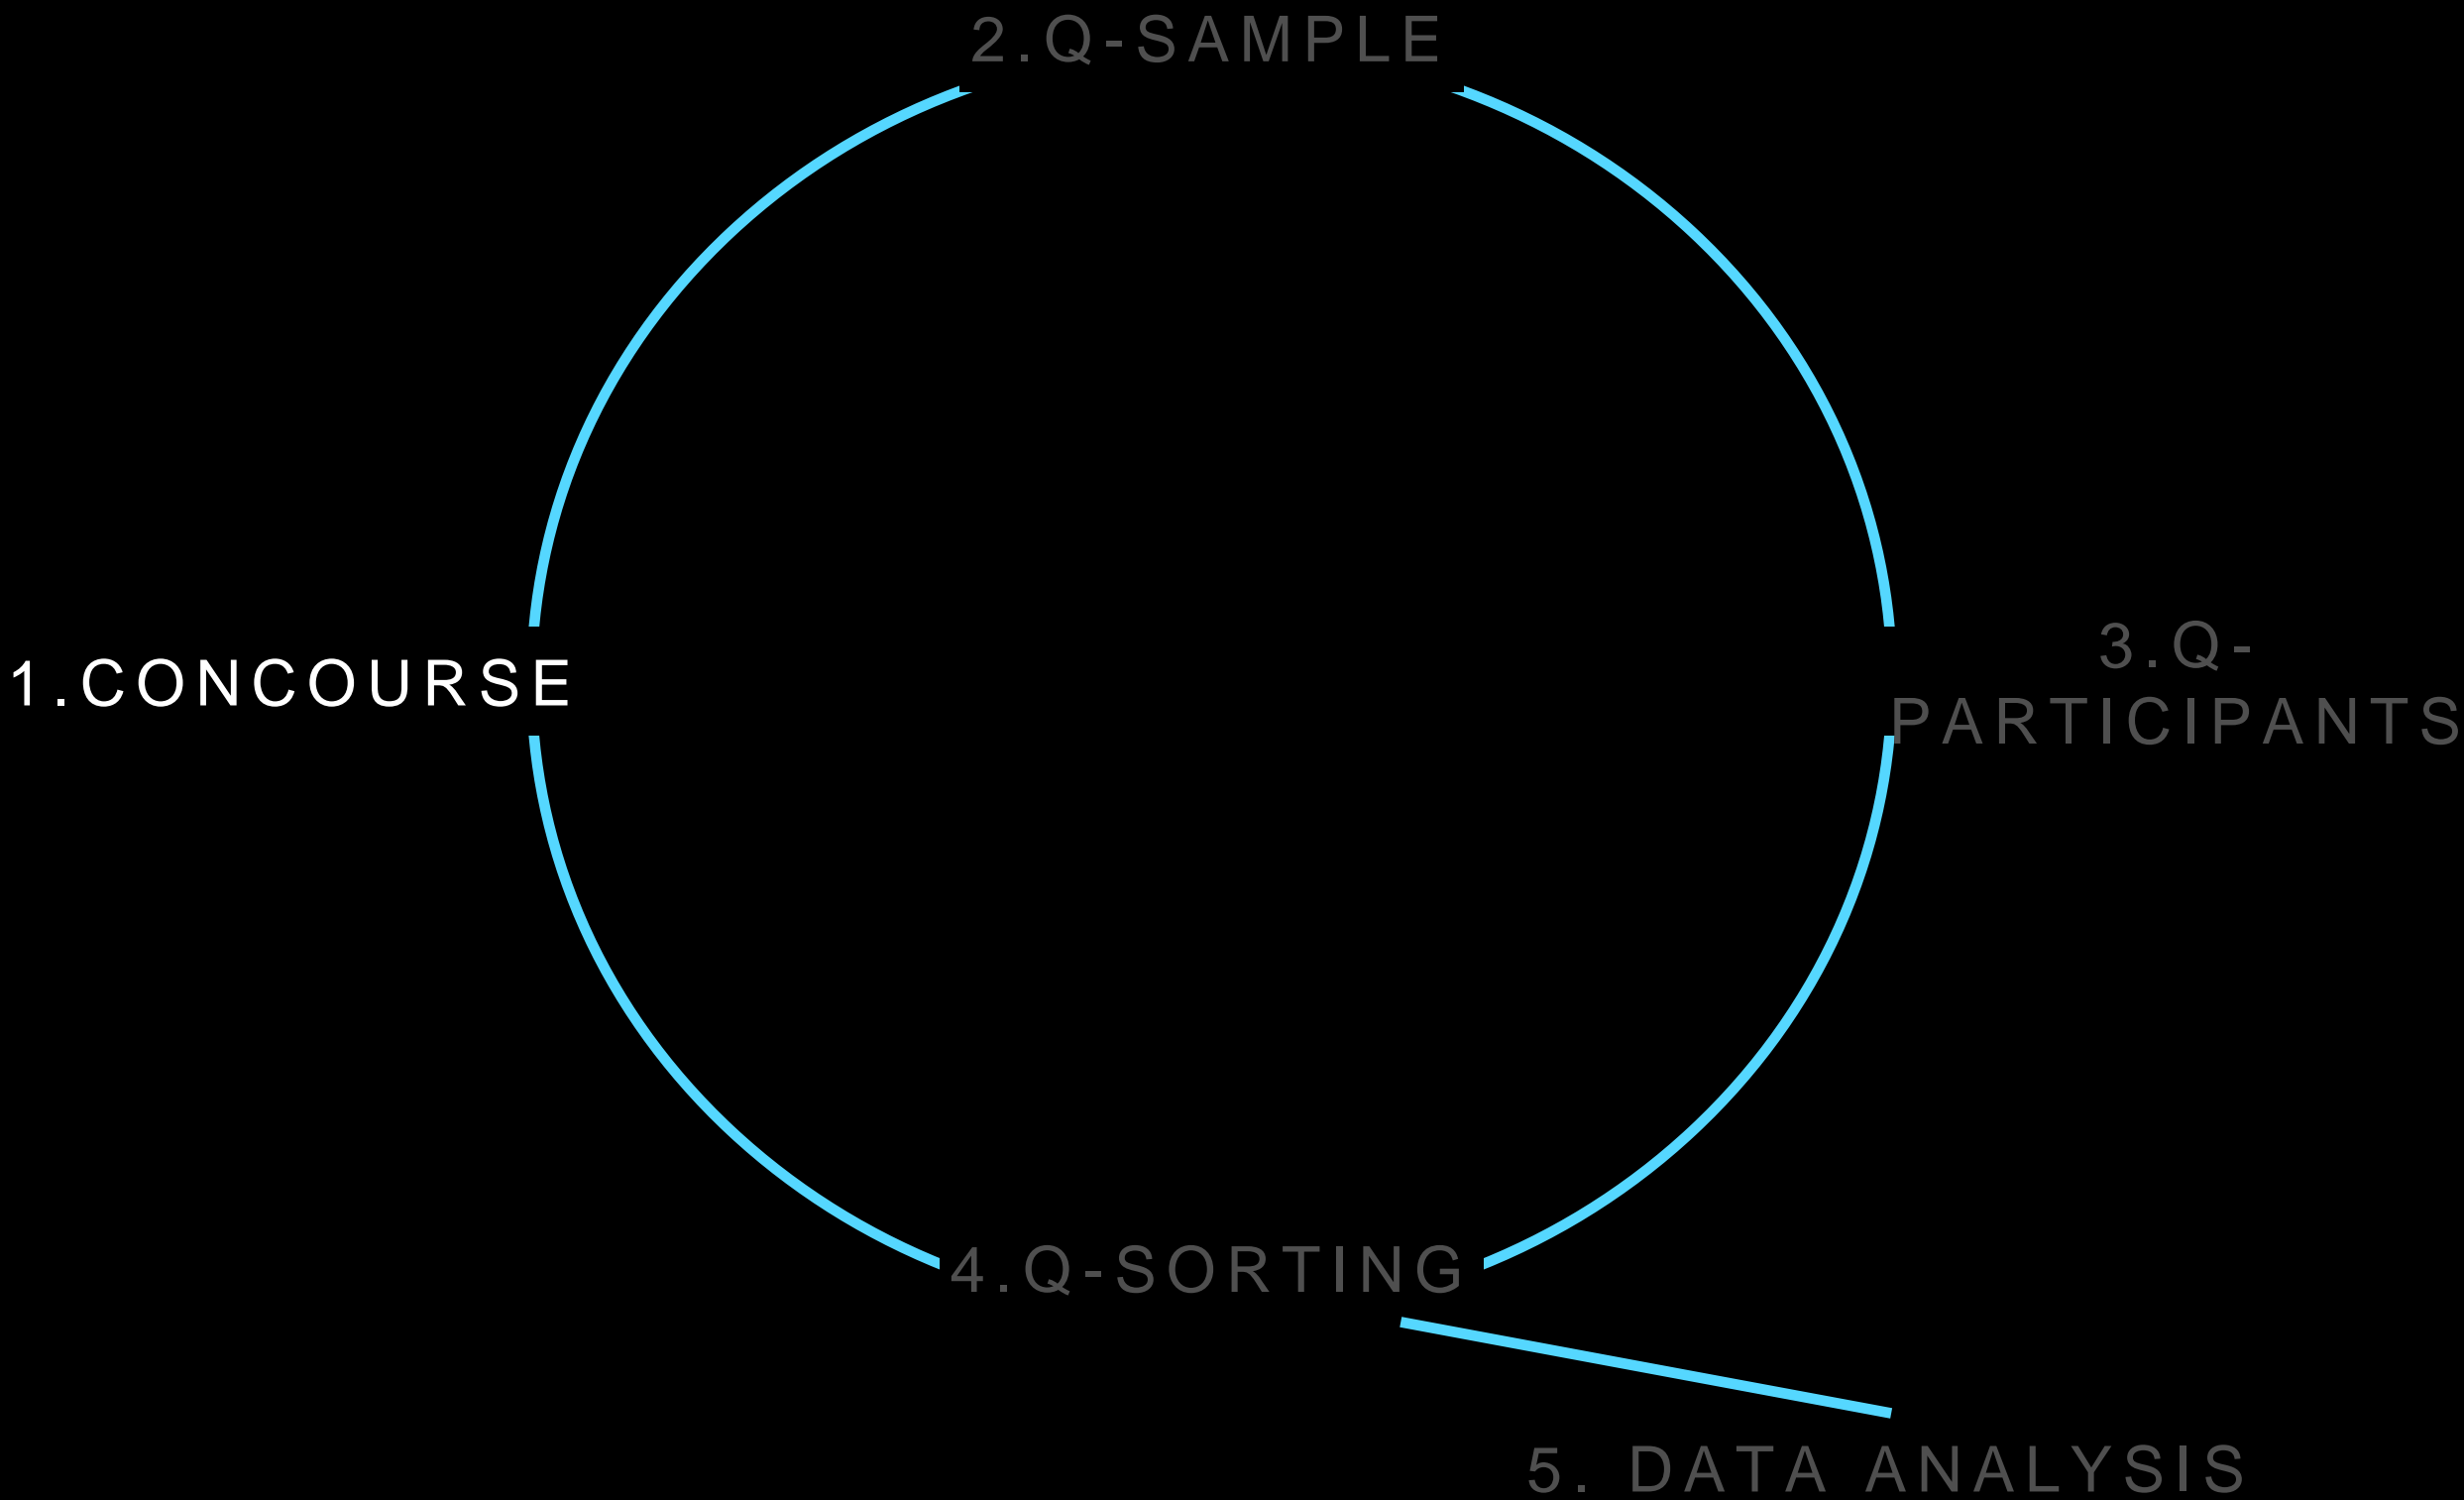 2.Q-SAMPLE
1.CONCOURSE
3.Q-
PARTICIPANTS
4.Q-SORTING
5. DATA ANALYSIS